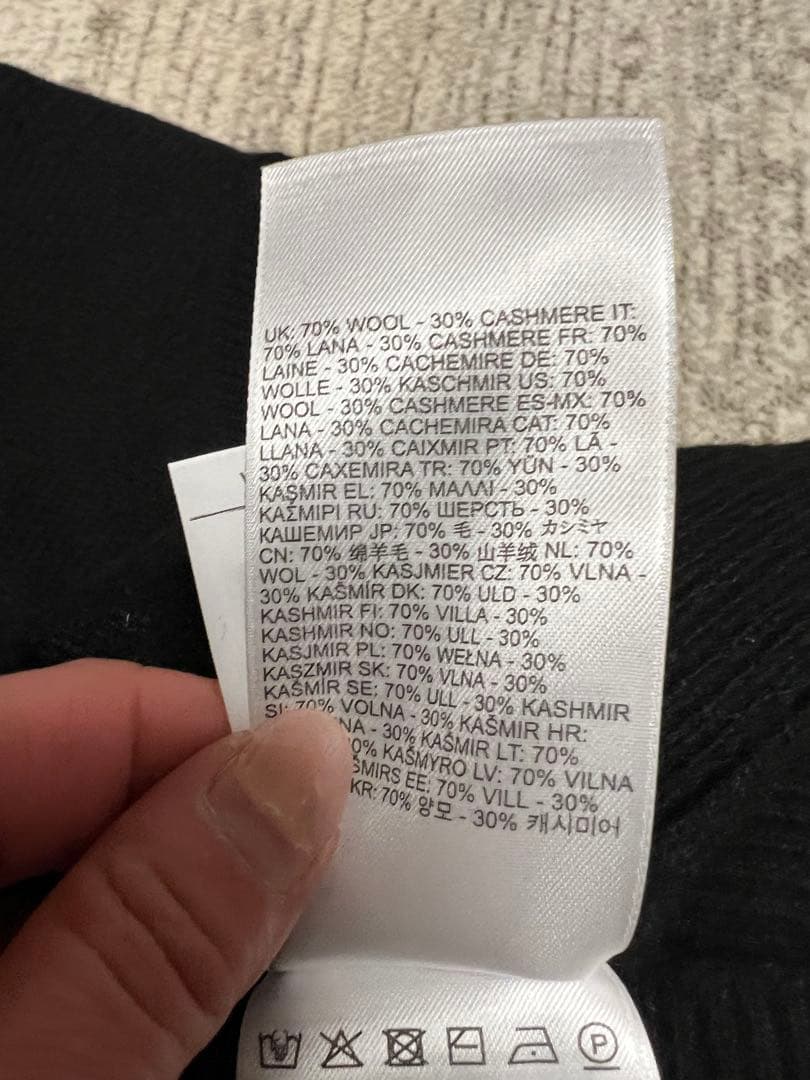 UK: 70% WOOL - 30% CASHMERE IT:
70% LANA - 30% CASHMERE FR: 70%
LAINE - 30% CACHEMIRE DE: 70%
WOLLE - 30% KASCHMIR US: 70%
WOOL - 30% CASHMERE ES-MX: 70%
LANA - 30% CACHEMIRA CAT: 70%
LLANA - 30% CAIXMIR PT: 70% LÃ -
30% CAXEMIRA TR: 70% YÜN - 30%
KAŞMIR EL: 70% ΜΑΛΛΙ - 30%
ΚΑΣΜΙΡΙ RU: 70% ШЕРСТЬ - 30%
КАШЕМИР JP: 70% 毛 - 30% カシミヤ
CN: 70% 绵羊毛 - 30% 山羊绒 NL: 70%
WOL - 30% KASJMIER CZ: 70% VLNA -
30% KAŠMÍR DK: 70% ULD - 30%
KASHMIR FI: 70% VILLA - 30%
KASHMIR NO: 70% ULL - 30%
KASJMIR PL: 70% WEŁNA - 30%
KASZMIR SK: 70% VLNA - 30%
KAŠMÍR SE: 70% ULL - 30% KASHMIR
SI: 70% VOLNA - 30% KAŠMIR HR:
- 30% KAŠMIR LT: 70%
KAŠMYRO LV: 70% VILNA
EE: 70% VILL - 30%
KR: 70% 양모 - 30% 캐시미어
P